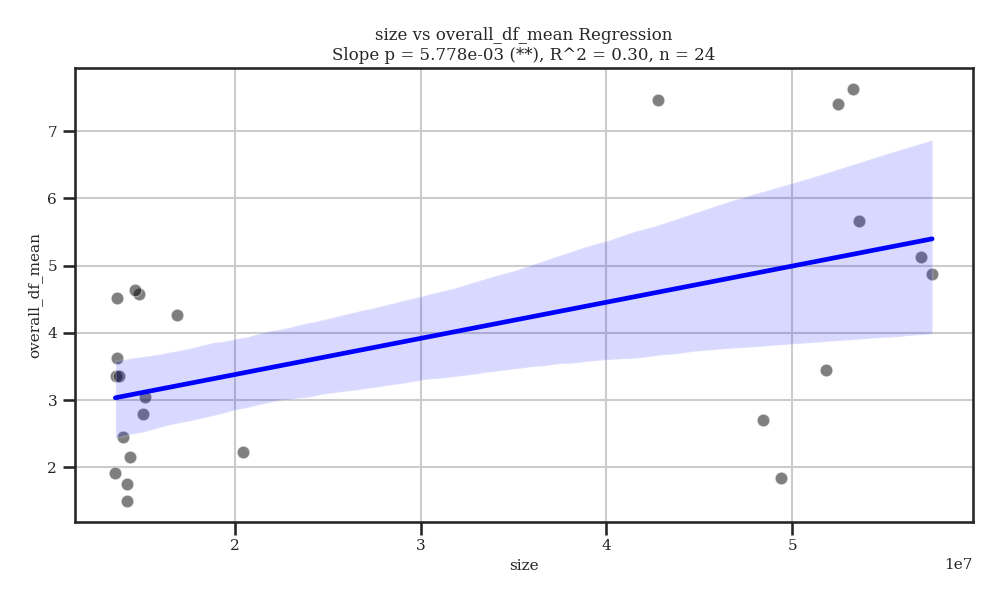 size vs overall_df_mean Regression
Slope p = 5.778e-03 (**), R^2 = 0.30, n = 24
overall_df_mean
7
6
5
4
3
2
2
3
4
5
1e7
size